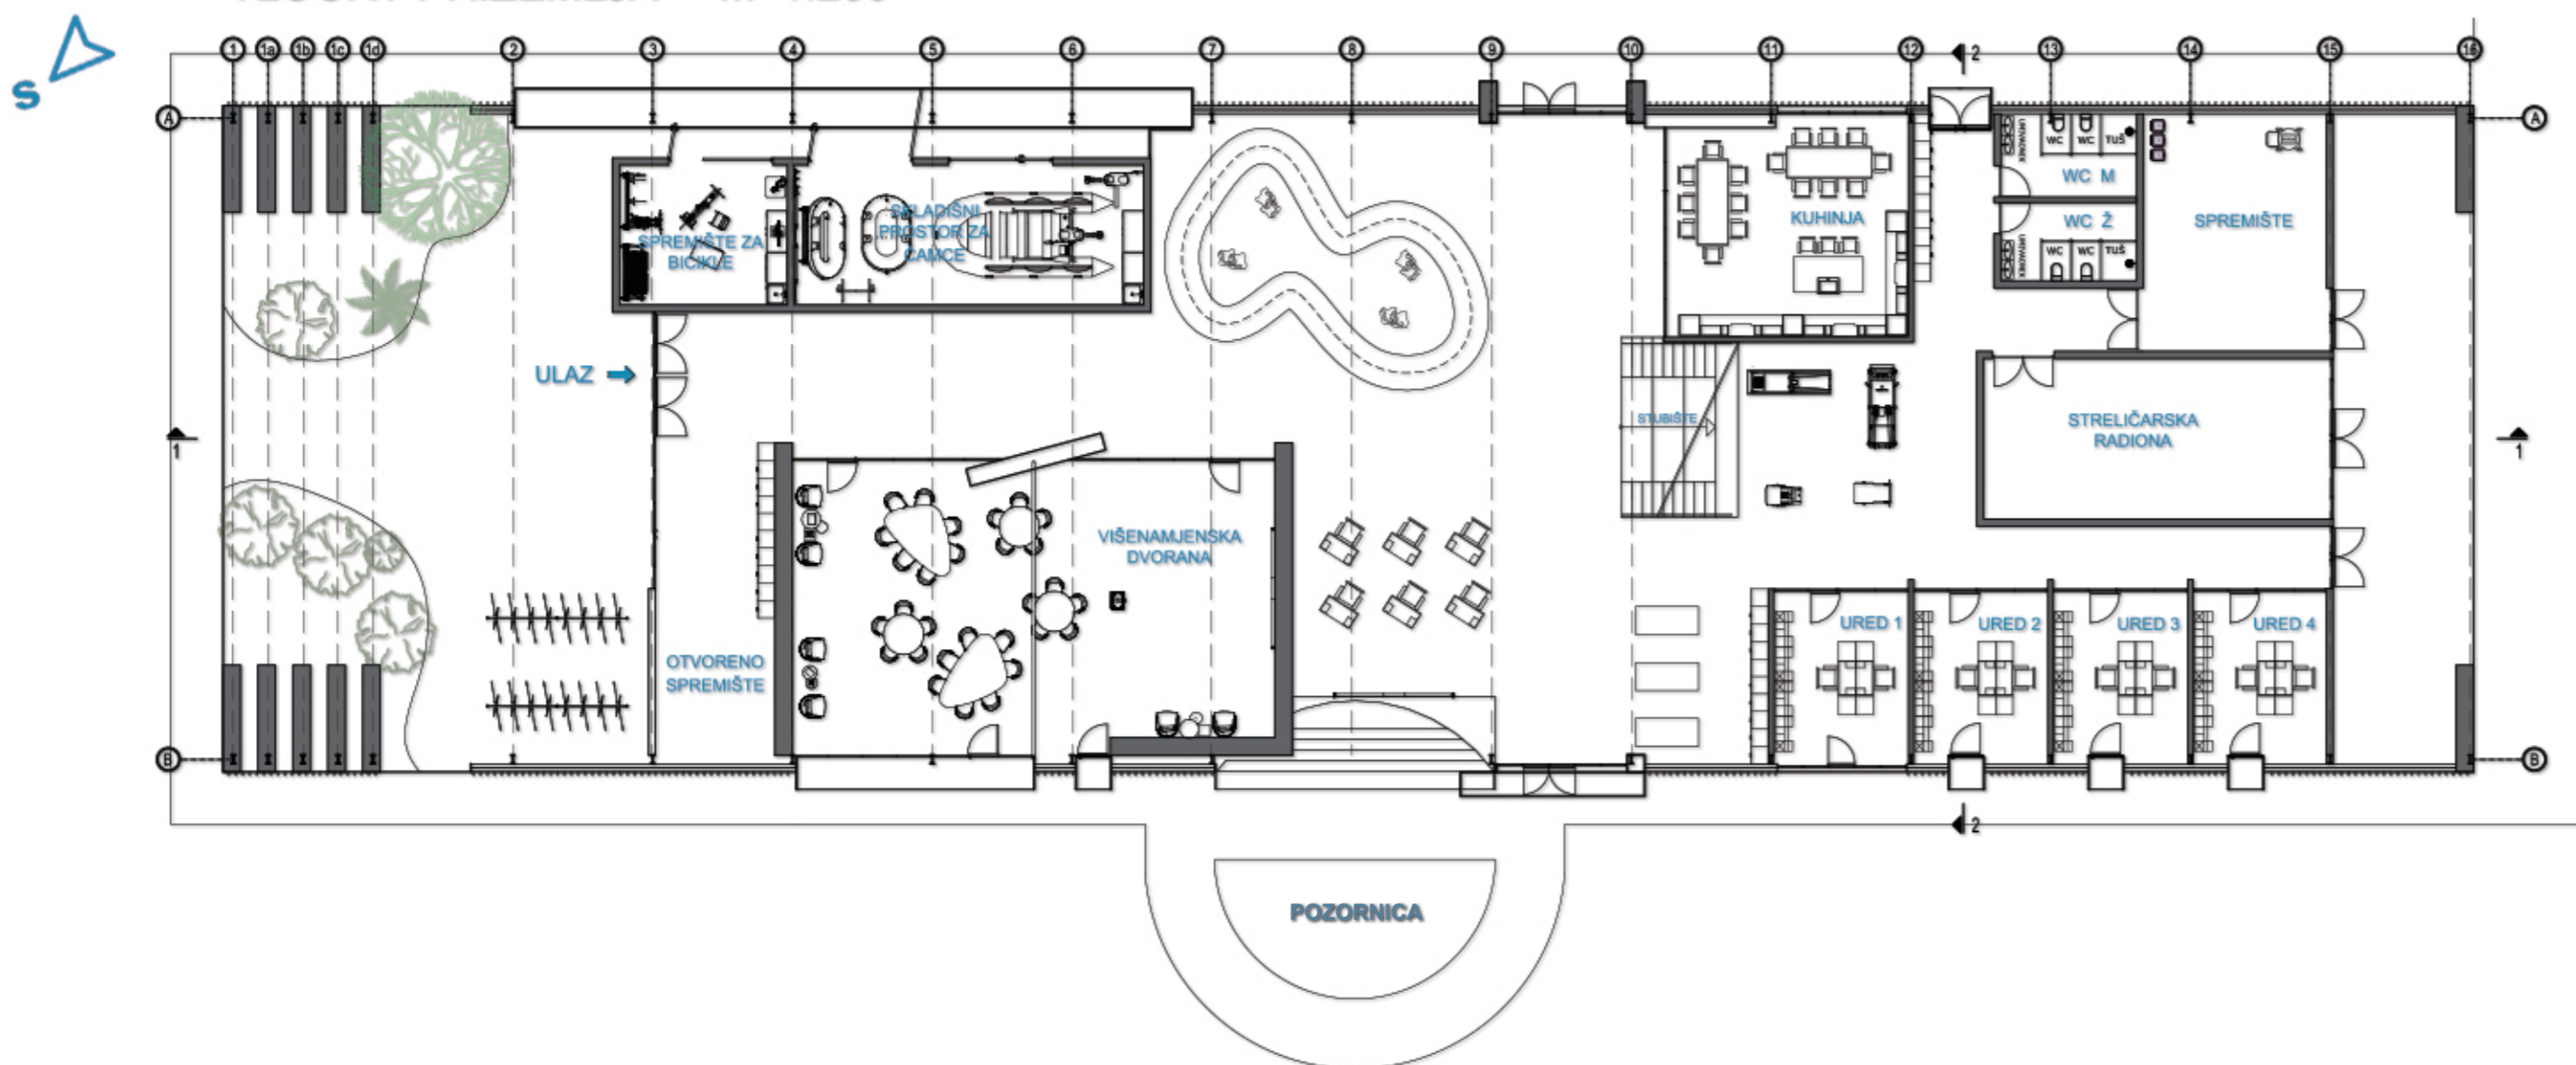 S
1 1a 1b 1c 1d 2 3 4 5 6 7 8 9 10 11 12 2 13 14 15 16
A
A
WC WC TUŠ
WC M
WC Ž
WC WC TUŠ
KUHINJA
SPREMIŠTE
SKLADIŠNI
PROSTOR ZA
ČAMCE
SPREMIŠTE ZA
BICIKLE
ULAZ
STUBIŠTE
STRELIČARSKA
RADIONA
1
1
VIŠENAMJENSKA
DVORANA
OTVORENO
SPREMIŠTE
URED 1
URED 2
URED 3
URED 4
B
B
2
POZORNICA